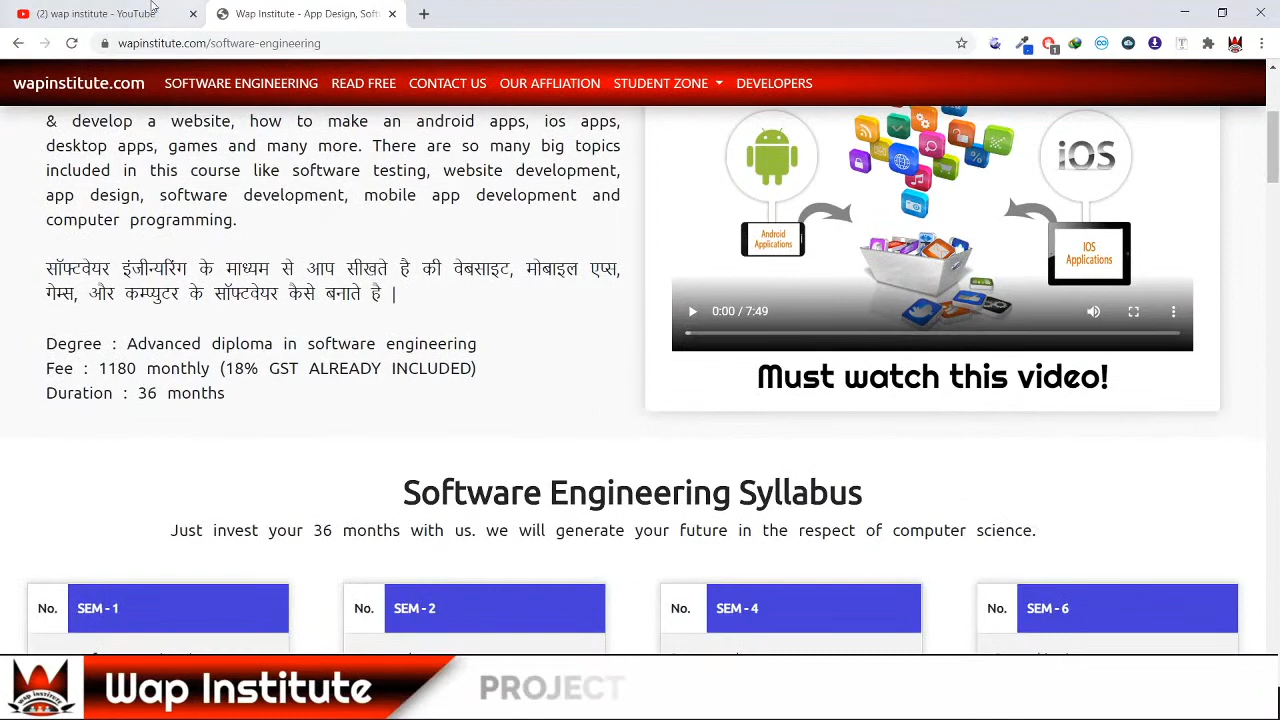 (2) wap institute - YouTube
Wap Institute - App Design, Soft
wapinstitute.com/software-engineering
wapinstitute.com SOFTWARE ENGINEERING READ FREE CONTACT US OUR AFFLIATION STUDENT ZONE DEVELOPERS
& develop a website how to make an android apps, ios apps,
desktop apps, games and many more. There are so many big topics
included in this course like software testing, website development,
app design, software development, mobile app development and
computer programming.
सॉफ्टवेयर इंजीन्यरिंग के माध्यम से आप सीखते है की वेबसाइट, मोबाइल एप्स,
गेम्स, और कम्प्युटर के सॉफ्टवेयर कैसे बनाते है |
Degree : Advanced diploma in software engineering
Fee : 1180 monthly (18% GST ALREADY INCLUDED)
Duration : 36 months
iOS
Android
Applications
IOS
Applications
0:00 / 7:49
Must watch this video!
Software Engineering Syllabus
Just invest your 36 months with us. we will generate your future in the respect of computer science.
No. SEM - 1
No. SEM - 2
No. SEM - 4
No. SEM - 6
Wap Institute
PROJECT